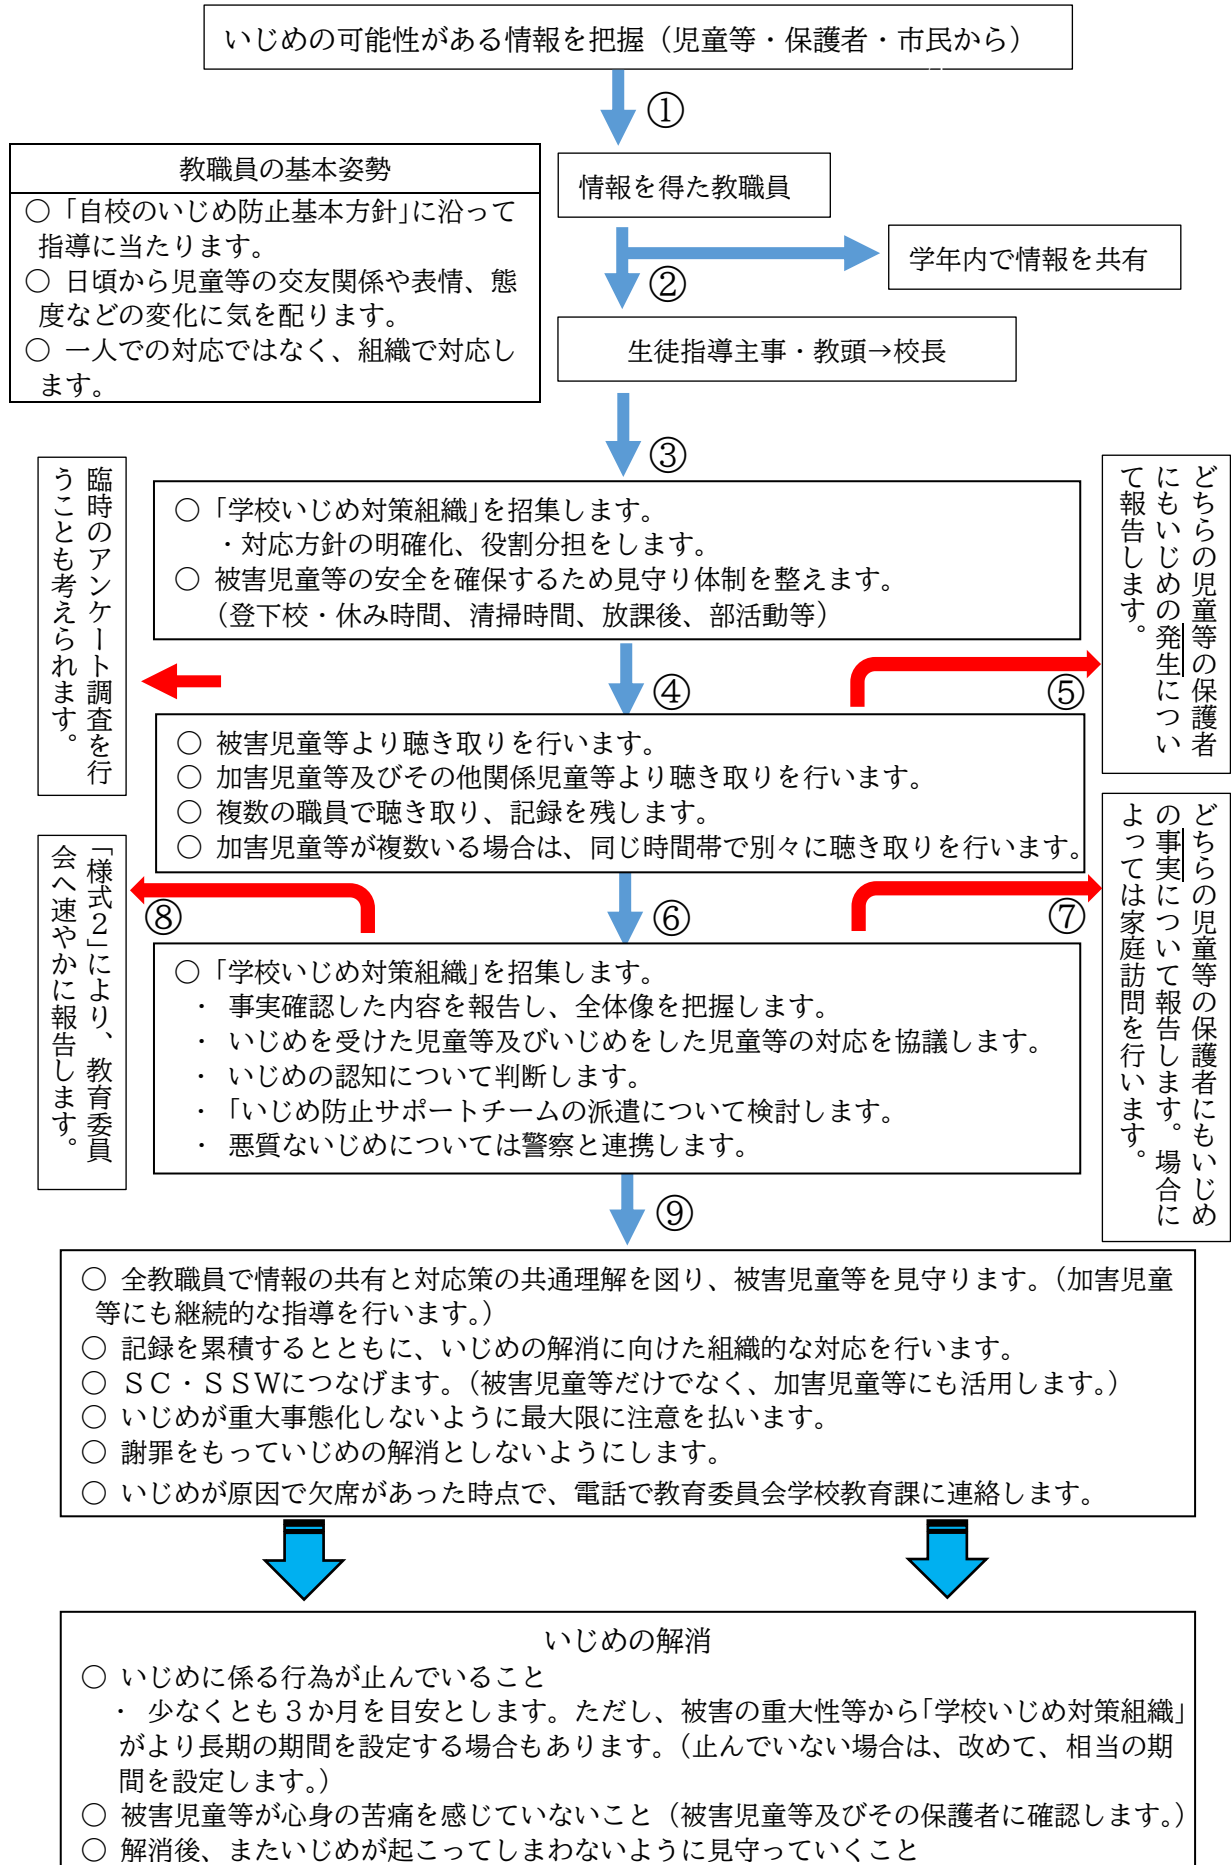 いじめの可能性がある情報を把握（児童等・保護者・市民から）
①
教職員の基本姿勢
○「自校のいじめ防止基本方針」に沿って
指導に当たります。
○ 日頃から児童等の交友関係や表情、態
度などの変化に気を配ります。
○ 一人での対応ではなく、組織で対応し
ます。
情報を得た教職員
②
学年内で情報を共有
生徒指導主事・教頭→校長
③
臨時のアンケート調査を行
うことも考えられます。
○「学校いじめ対策組織」を招集します。
・対応方針の明確化、役割分担をします。
○ 被害児童等の安全を確保するため見守り体制を整えます。
（登下校・休み時間、清掃時間、放課後、部活動等）
どちらの児童等の保護者
にもいじめの発生につい
て報告します。
④
⑤
○ 被害児童等より聴き取りを行います。
○ 加害児童等及びその他関係児童等より聴き取りを行います。
○ 複数の職員で聴き取り、記録を残します。
○ 加害児童等が複数いる場合は、同じ時間帯で別々に聴き取りを行います。
⑥
⑦
どちらの児童等の保護者にもいじめ
の事実について報告します。場合に
よっては家庭訪問を行います。
⑧
「様式２」により、教育委員
会へ速やかに報告します。
○「学校いじめ対策組織」を招集します。
・ 事実確認した内容を報告し、全体像を把握します。
・ いじめを受けた児童等及びいじめをした児童等の対応を協議します。
・ いじめの認知について判断します。
・「いじめ防止サポートチームの派遣について検討します。
・ 悪質ないじめについては警察と連携します。
⑨
○ 全教職員で情報の共有と対応策の共通理解を図り、被害児童等を見守ります。（加害児童
等にも継続的な指導を行います。）
○ 記録を累積するとともに、いじめの解消に向けた組織的な対応を行います。
○ ＳＣ・ＳＳＷにつなげます。（被害児童等だけでなく、加害児童等にも活用します。）
○ いじめが重大事態化しないように最大限に注意を払います。
○ 謝罪をもっていじめの解消としないようにします。
○ いじめが原因で欠席があった時点で、電話で教育委員会学校教育課に連絡します。
いじめの解消
○ いじめに係る行為が止んでいること
・ 少なくとも３か月を目安とします。ただし、被害の重大性等から「学校いじめ対策組織」
がより長期の期間を設定する場合もあります。（止んでいない場合は、改めて、相当の期
間を設定します。）
○ 被害児童等が心身の苦痛を感じていないこと（被害児童等及びその保護者に確認します。）
○ 解消後、またいじめが起こってしまわないように見守っていくこと